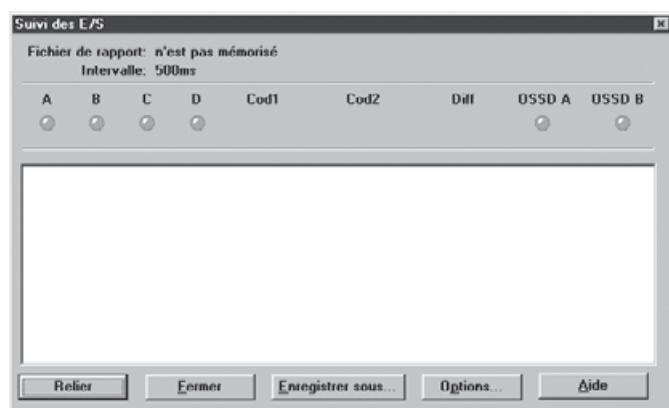 Suivi des E/S
Fichier de rapport: n'est pas mémorisé
Intervalle: 500ms
A B C D Cod1 Cod2 Diff OSSD A OSSD B
Relier Fermer Enregistrer sous... Options... Aide